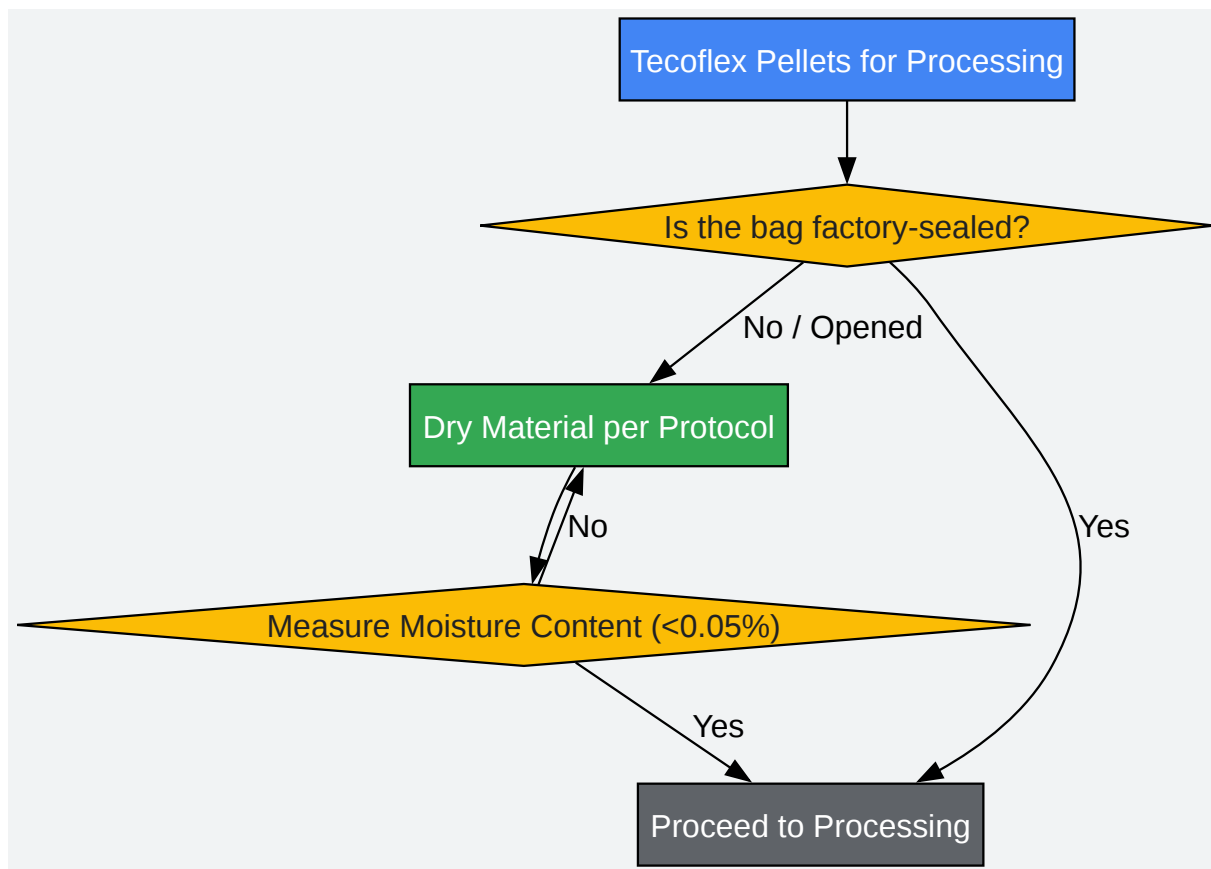 Tecoflex Pellets for Processing
Is the bag factory-sealed?
No / Opened
Dry Material per Protocol
No
Yes
Measure Moisture Content (<0.05%)
Yes
Proceed to Processing